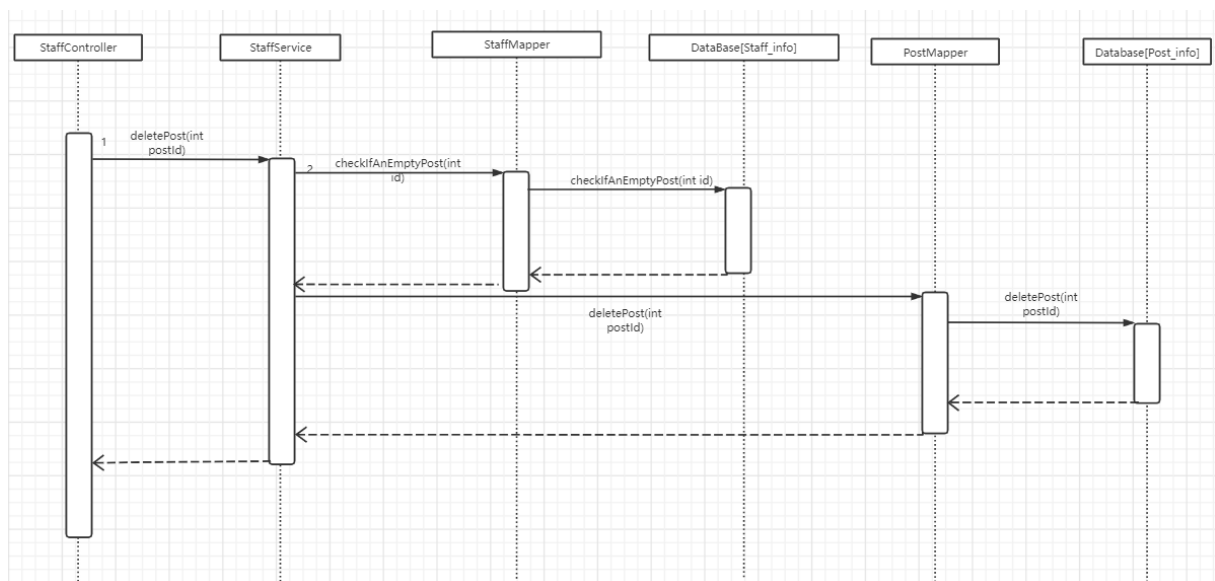 StaffController
StaffService
StaffMapper
DataBase[Staff_info]
PostMapper
Database[Post_info]
1
deletePost(int
postId)
2
checkIfAnEmptyPost(int
id)
checkIfAnEmptyPost(int id)
deletePost(int
postId)
deletePost(int
postId)